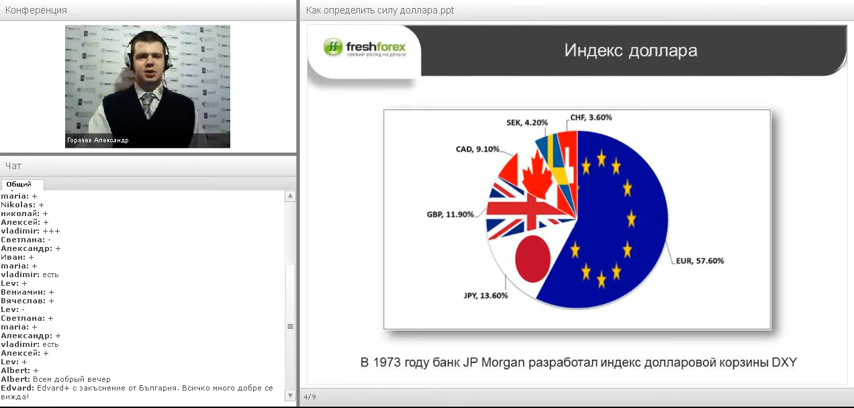 Конференция
Горячев Александр
Чат
Общий
maria: +
Nikolas: +
николай: +
Алексей: +
vladimir: +++
Светлана: -
Александр: +
Иван: +
maria: +
vladimir: есть
Lev: +
Вениамин: +
Вячеслав: +
Lev: -
Светлана: +
maria: +
Александр: +
vladimir: есть
Алексей: +
Lev: +
Albert: +
Albert: Всем добрый вечер
Edvard: Edvard+ с закъснение от България. Всичко много добре се
вижда!
Как определить силу доллара.ppt
freshforex
свежий взгляд на деньги
Индекс доллара
SEK, 4.20%
CHF, 3.60%
CAD, 9.10%
GBP, 11.90%
EUR, 57.60%
JPY, 13.60%
В 1973 году банк JP Morgan разработал индекс долларовой корзины DXY
4/9